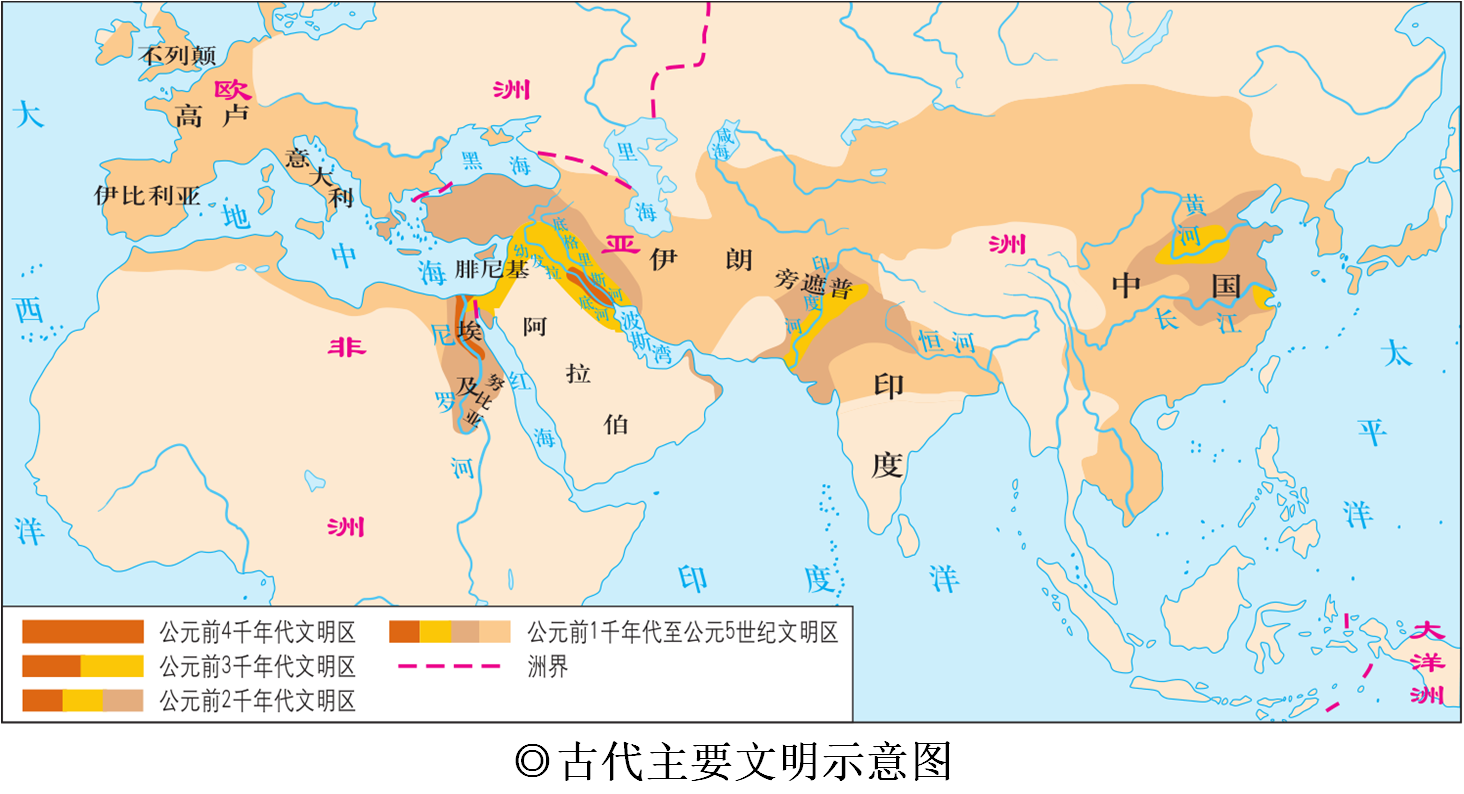 不列颠
欧洲
高卢
大西洋
意大利
伊比利亚
地中海
黑海
里海
咸海
亚洲
伊朗
腓尼基
幼发拉底河
底格里斯河
波斯湾
旁遮普
印度河
恒河
印度
中国
黄河
长江
太平洋
非洲
尼罗河
埃及
努比亚
红海
阿拉伯
印度洋
大洋洲
公元前4千年代文明区
公元前3千年代文明区
公元前2千年代文明区
公元前1千年代至公元5世纪文明区
洲界
◎古代主要文明示意图